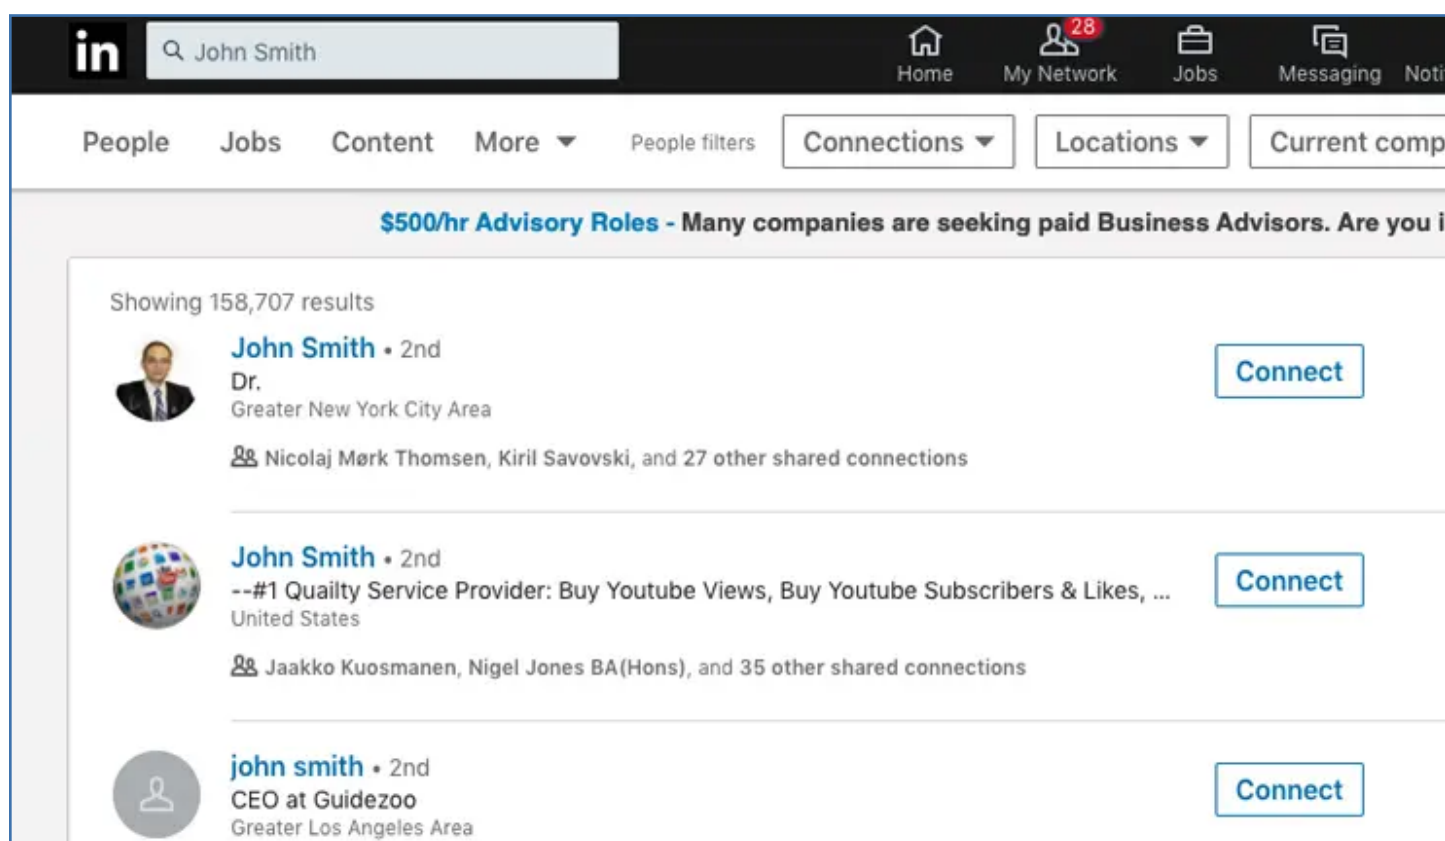 in John Smith
28
Home My Network Jobs Messaging
People Jobs Content More People filters Connections Locations Current comp
$500/hr Advisory Roles - Many companies are seeking paid Business Advisors. Are you i
Showing 158,707 results
John Smith • 2nd
Dr.
Connect
Greater New York City Area
Nicolaj Mørk Thomsen, Kiril Savovski, and 27 other shared connections
John Smith • 2nd
--#1 Quailty Service Provider: Buy Youtube Views, Buy Youtube Subscribers & Likes, ...
Connect
United States
Jaakko Kuosmanen, Nigel Jones BA(Hons), and 35 other shared connections
john smith • 2nd
CEO at Guidezoo
Connect
Greater Los Angeles Area